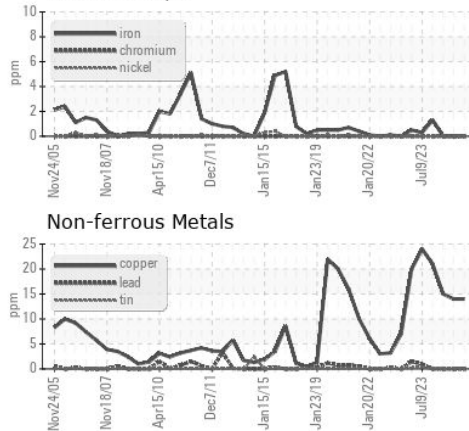 10
8
6
4
2
0
ppm
iron
chromium
nickel
Nov24/05
Nov18/07
Apr15/10
Dec7/11
Jan15/15
Jan23/19
Jan20/22
Jul9/23
Non-ferrous Metals
25
20
15
10
5
0
ppm
copper
lead
tin
Nov24/05
Nov18/07
Apr15/10
Dec7/11
Jan15/15
Jan23/19
Jan20/22
Jul9/23